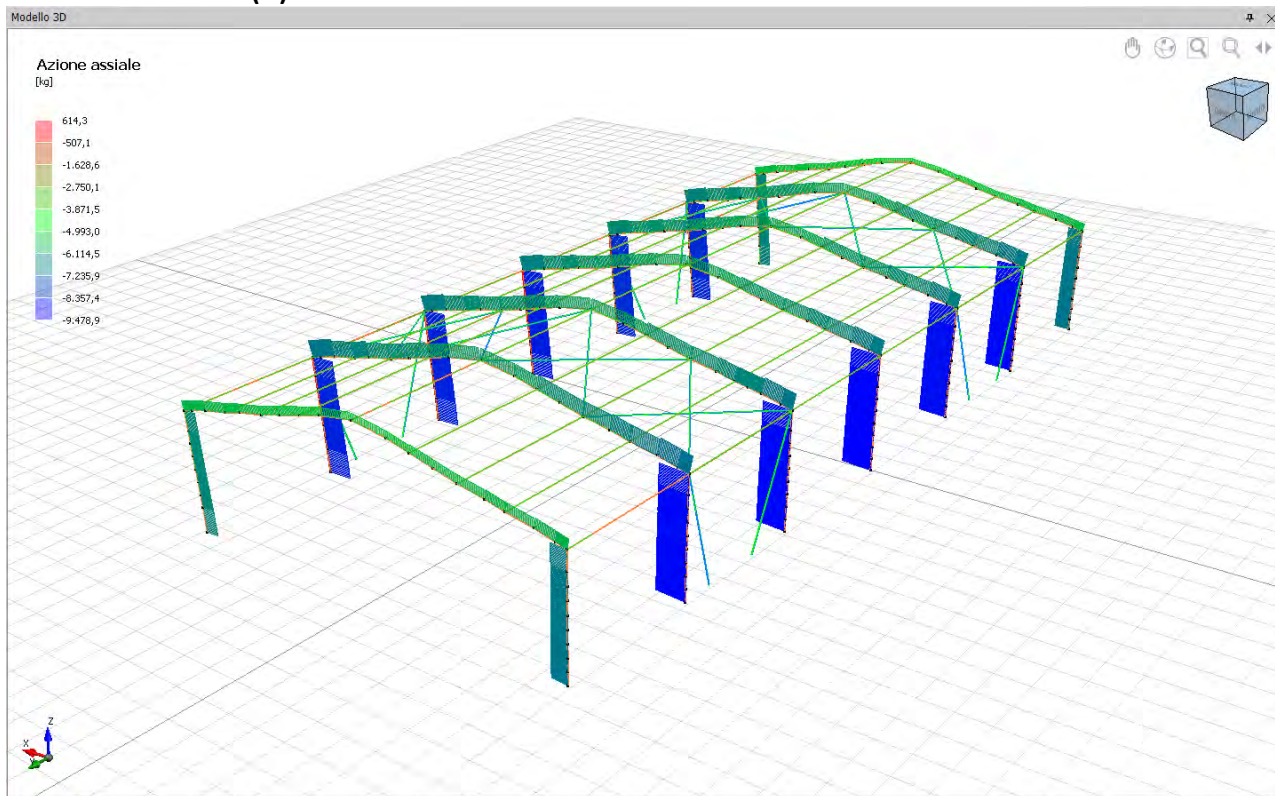 (
Modello 3D
Azione assiale
[kg]
614,3
-507,1
-1.628,6
-2.750,1
-3.871,5
-4.993,0
-6.114,5
-7.235,9
-8.357,4
-9.478,9
Z
X